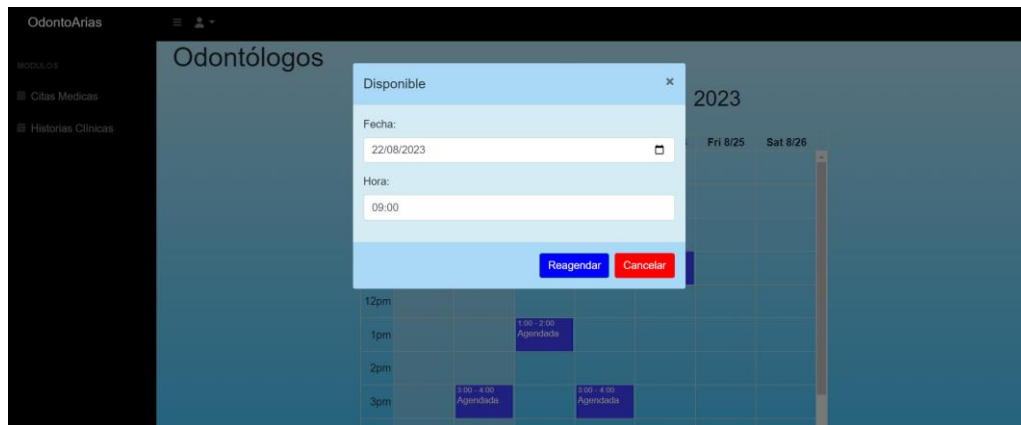 OdontoArias
MODULOS
Citas Medicas
Historias Clínicas
Odontólogos
2023
Disponible
×
Fecha:
22/08/2023
Hora:
09:00
Reagendar Cancelar
Fri 8/25 Sat 8/26
12pm
1pm
1:00 - 2:00
Agendada
2pm
3pm
3:00 - 4:00
Agendada
3:00 - 4:00
Agendada